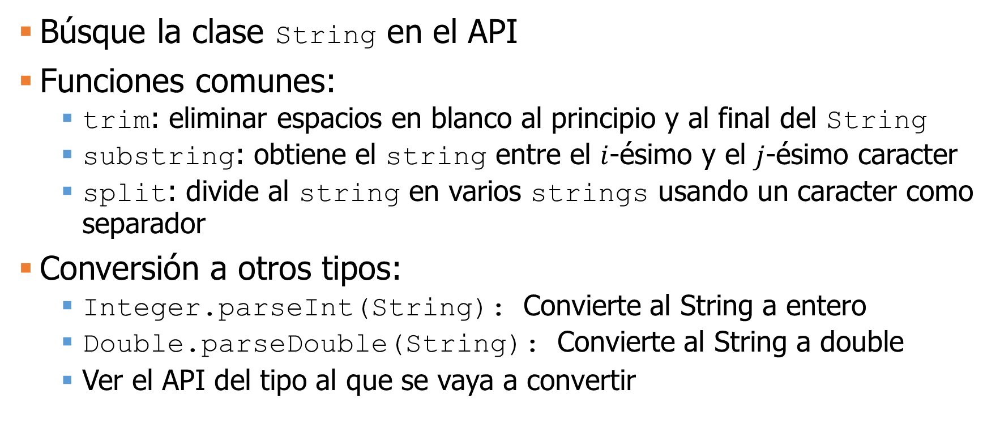 ▪ Búsque la clase String en el API
▪ Funciones comunes:
▪ trim: eliminar espacios en blanco al principio y al final del String
▪ substring: obtiene el string entre el i-ésimo y el j-ésimo caracter
▪ split: divide al string en varios strings usando un caracter como
separador
▪ Conversión a otros tipos:
▪ Integer.parseInt(String): Convierte al String a entero
▪ Double.parseDouble(String): Convierte al String a double
▪ Ver el API del tipo al que se vaya a convertir